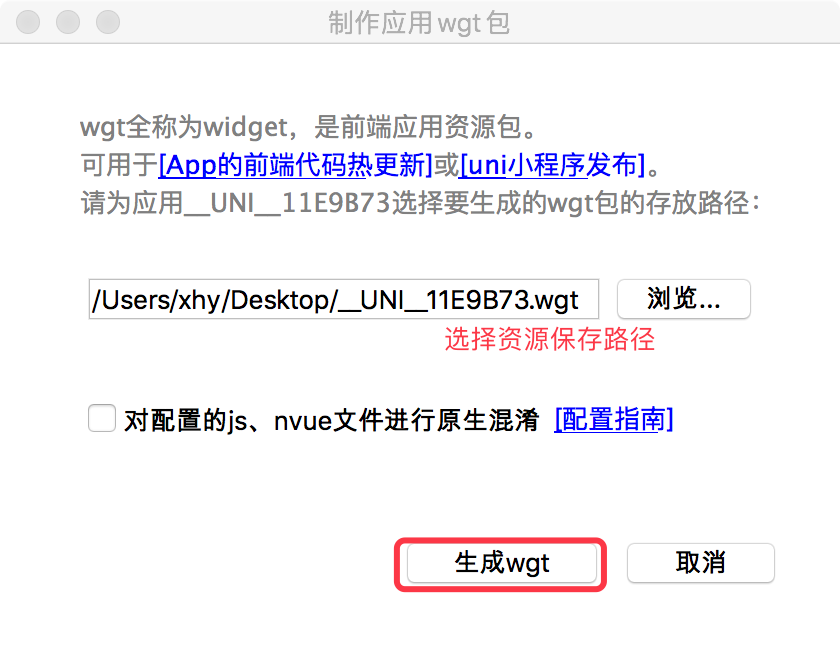 制作应用wgt包
wgt全称为widget，是前端应用资源包。
可用于[App的前端代码热更新]或[uni小程序发布]。
请为应用__UNI__11E9B73选择要生成的wgt包的存放路径：
/Users/xhy/Desktop/__UNI__11E9B73.wgt 浏览...
选择资源保存路径
对配置的js、nvue文件进行原生混淆 [配置指南]
生成wgt 取消